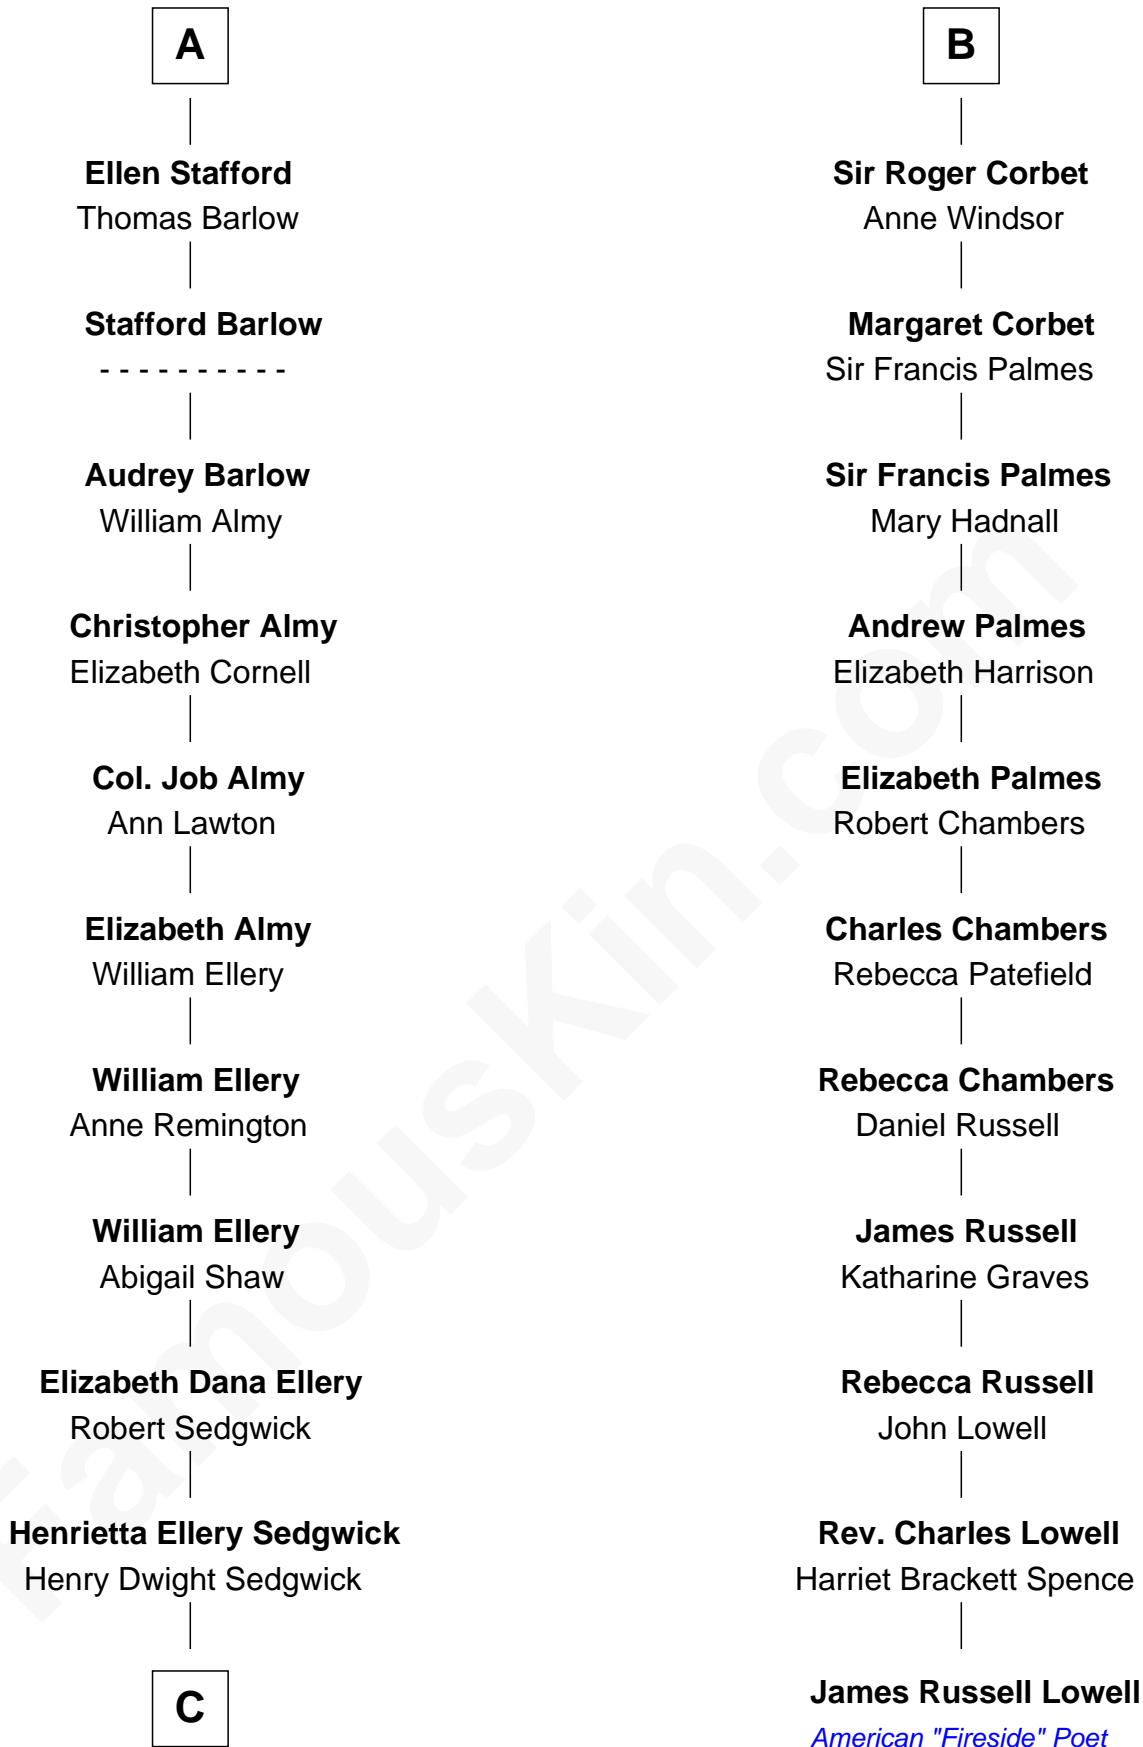 A
Ellen Stafford
Thomas Barlow
Stafford Barlow
- - - - - - - - - -
Audrey Barlow
William Almy
Christopher Almy
Elizabeth Cornell
Col. Job Almy
Ann Lawton
Elizabeth Almy
William Ellery
William Ellery
Anne Remington
William Ellery
Abigail Shaw
Elizabeth Dana Ellery
Robert Sedgwick
Henrietta Ellery Sedgwick
Henry Dwight Sedgwick
C
B
Sir Roger Corbet
Anne Windsor
Margaret Corbet
Sir Francis Palmes
Sir Francis Palmes
Mary Hadnall
Andrew Palmes
Elizabeth Harrison
Elizabeth Palmes
Robert Chambers
Charles Chambers
Rebecca Patefield
Rebecca Chambers
Daniel Russell
James Russell
Katharine Graves
Rebecca Russell
John Lowell
Rev. Charles Lowell
Harriet Brackett Spence
James Russell Lowell
American "Fireside" Poet
FamousKin.com